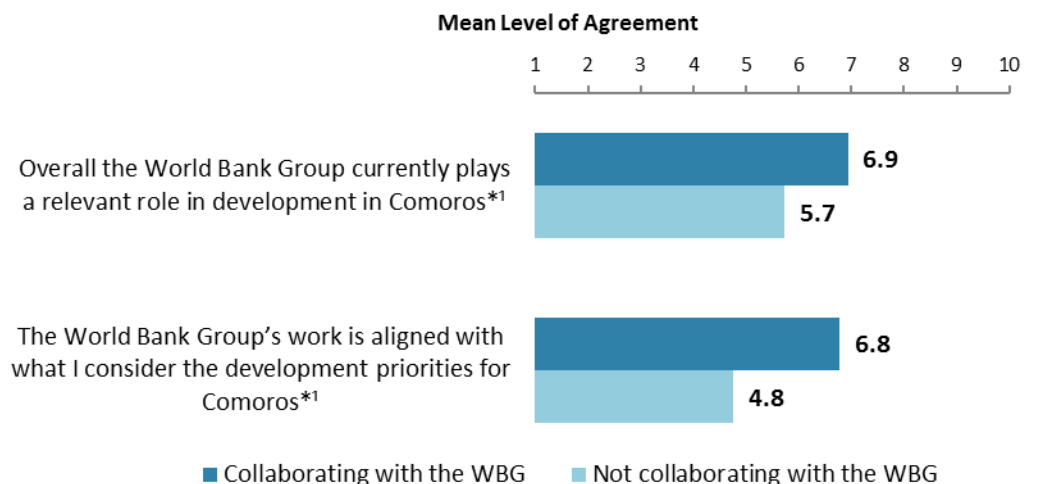 Mean Level of Agreement
1 2 3 4 5 6 7 8 9 10
Overall the World Bank Group currently plays
a relevant role in development in Comoros*¹
6.9
5.7
The World Bank Group’s work is aligned with
what I consider the development priorities for
Comoros*¹
6.8
4.8
Collaborating with the WBG Not collaborating with the WBG